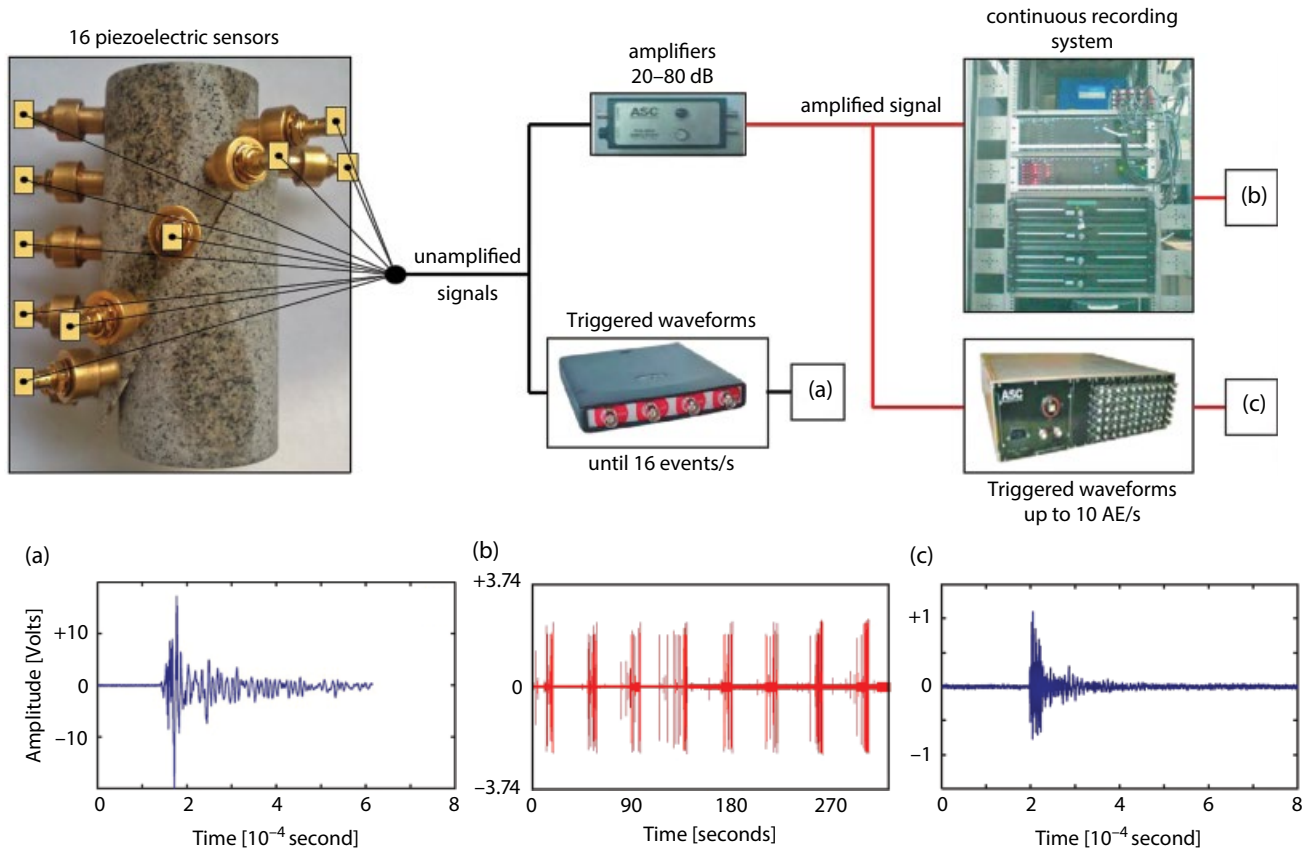 16 piezoelectric sensors
amplifiers
20–80 dB
continuous recording
system
ASC
amplified signal
(b)
unamplified
signals
Triggered waveforms
(a)
until 16 events/s
ASC
(c)
Triggered waveforms
up to 10 AE/s
(a)
Amplitude [Volts]
+10
0
−10
0 2 4 6 8
Time [10⁻⁴ second]
(b)
+3.74
0
−3.74
0 90 180 270
Time [seconds]
(c)
+1
0
−1
0 2 4 6 8
Time [10⁻⁴ second]